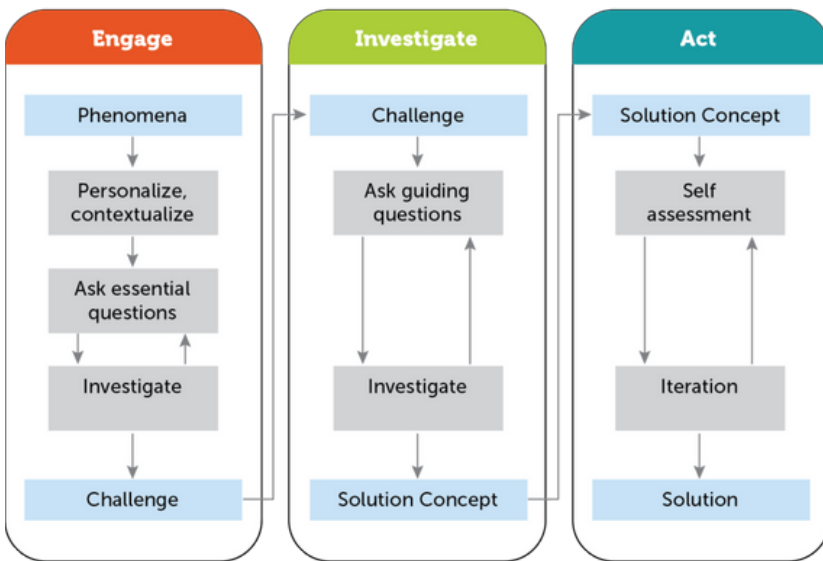 Engage
Phenomena
Personalize,
contextualize
Ask essential
questions
Investigate
Challenge
Investigate
Challenge
Ask guiding
questions
Investigate
Solution Concept
Act
Solution Concept
Self
assessment
Iteration
Solution